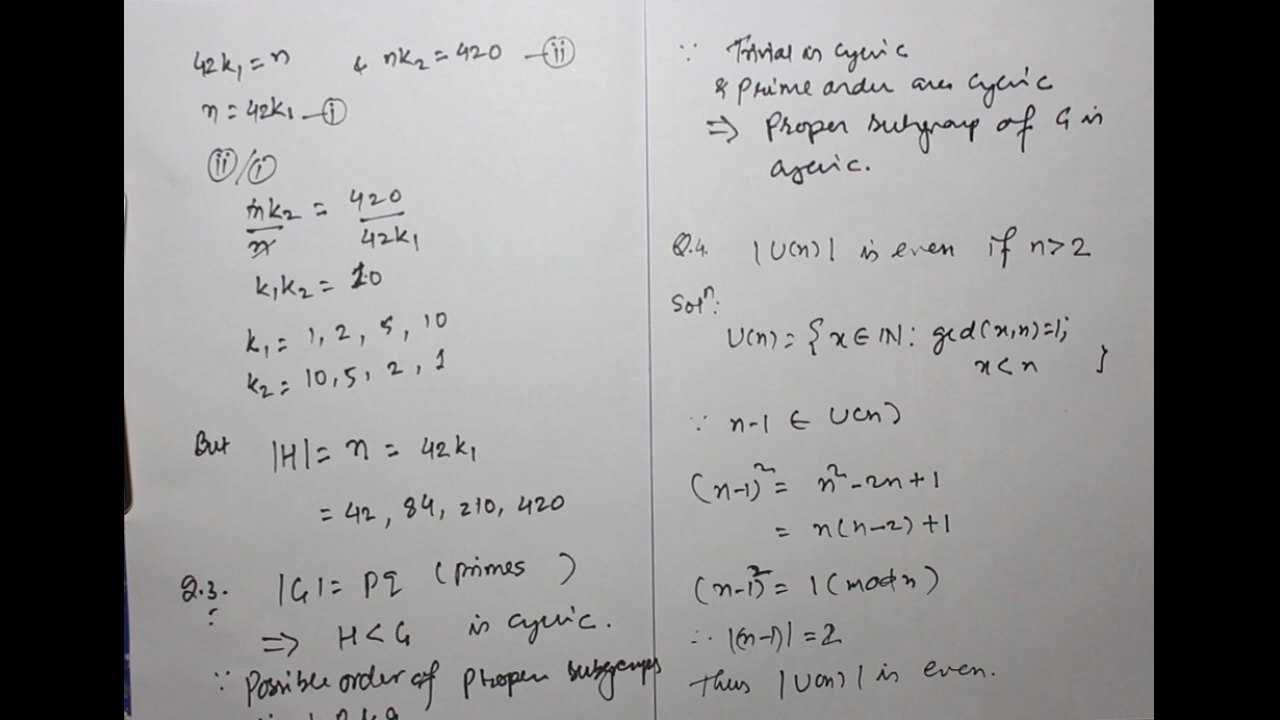 42k₁ = n & nk₂ = 420 —(ii)
n = 42k₁ —(i)
(ii)/(i)
nk₂/n = 420/42k₁
k₁k₂ = 10
k₁ = 1, 2, 5, 10
k₂ = 10, 5, 2, 1
But |H| = n = 42k₁
= 42, 84, 210, 420
Q.3. |G| = pq (primes)
⇒ H < G is cyclic.
∵ Possible order of proper subgroups
∵ Trivial is cyclic
& prime order are cyclic
⇒ Proper subgroup of G is
cyclic.
Q.4. |U(n)| is even if n>2
Solⁿ:
U(n) = { x ∈ IN : gcd(x,n)=1;
x < n }
∵ n-1 ∈ U(n)
(n-1)² = n² - 2n + 1
= n(n-2) + 1
(n-1)² = 1 (mod n)
∴ |(n-1)| = 2
Thus |U(n)| is even.